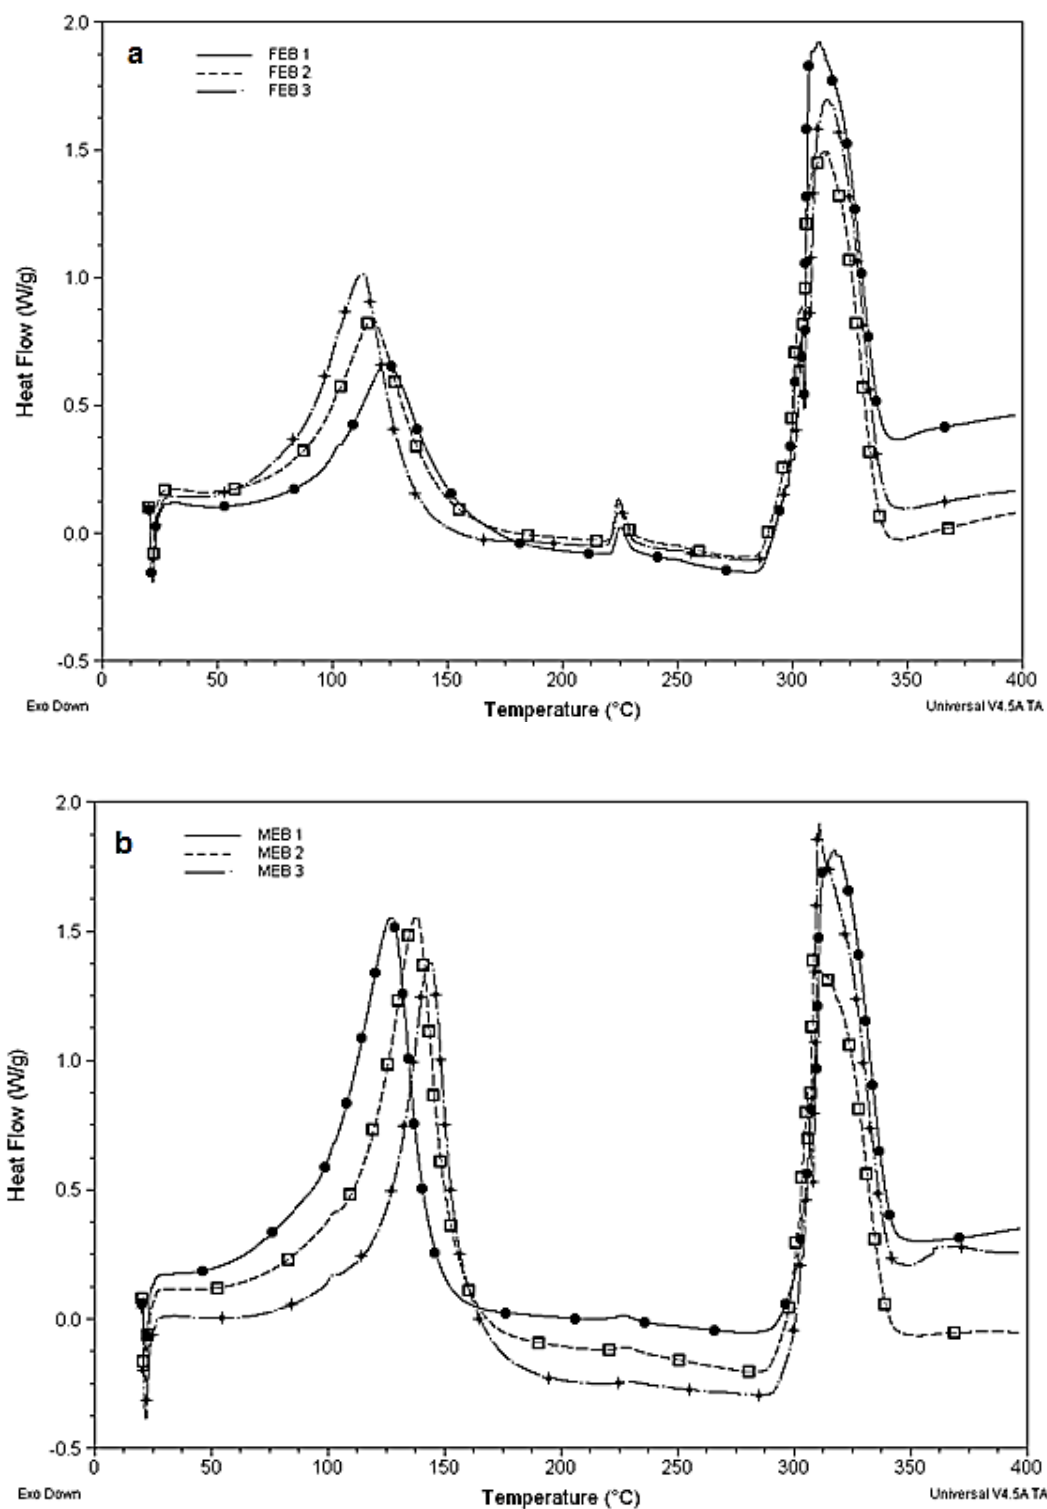 a
FEB 1
FEB 2
FEB 3
2.0
1.5
1.0
0.5
0.0
-0.5
Heat Flow (W/g)
0 50 100 150 200 250 300 350 400
Exo Down
Temperature (°C)
Universal V4.5A TA
b
MEB 1
MEB 2
MEB 3
2.0
1.5
1.0
0.5
0.0
-0.5
Heat Flow (W/g)
0 50 100 150 200 250 300 350 400
Exo Down
Temperature (°C)
Universal V4.5A TA